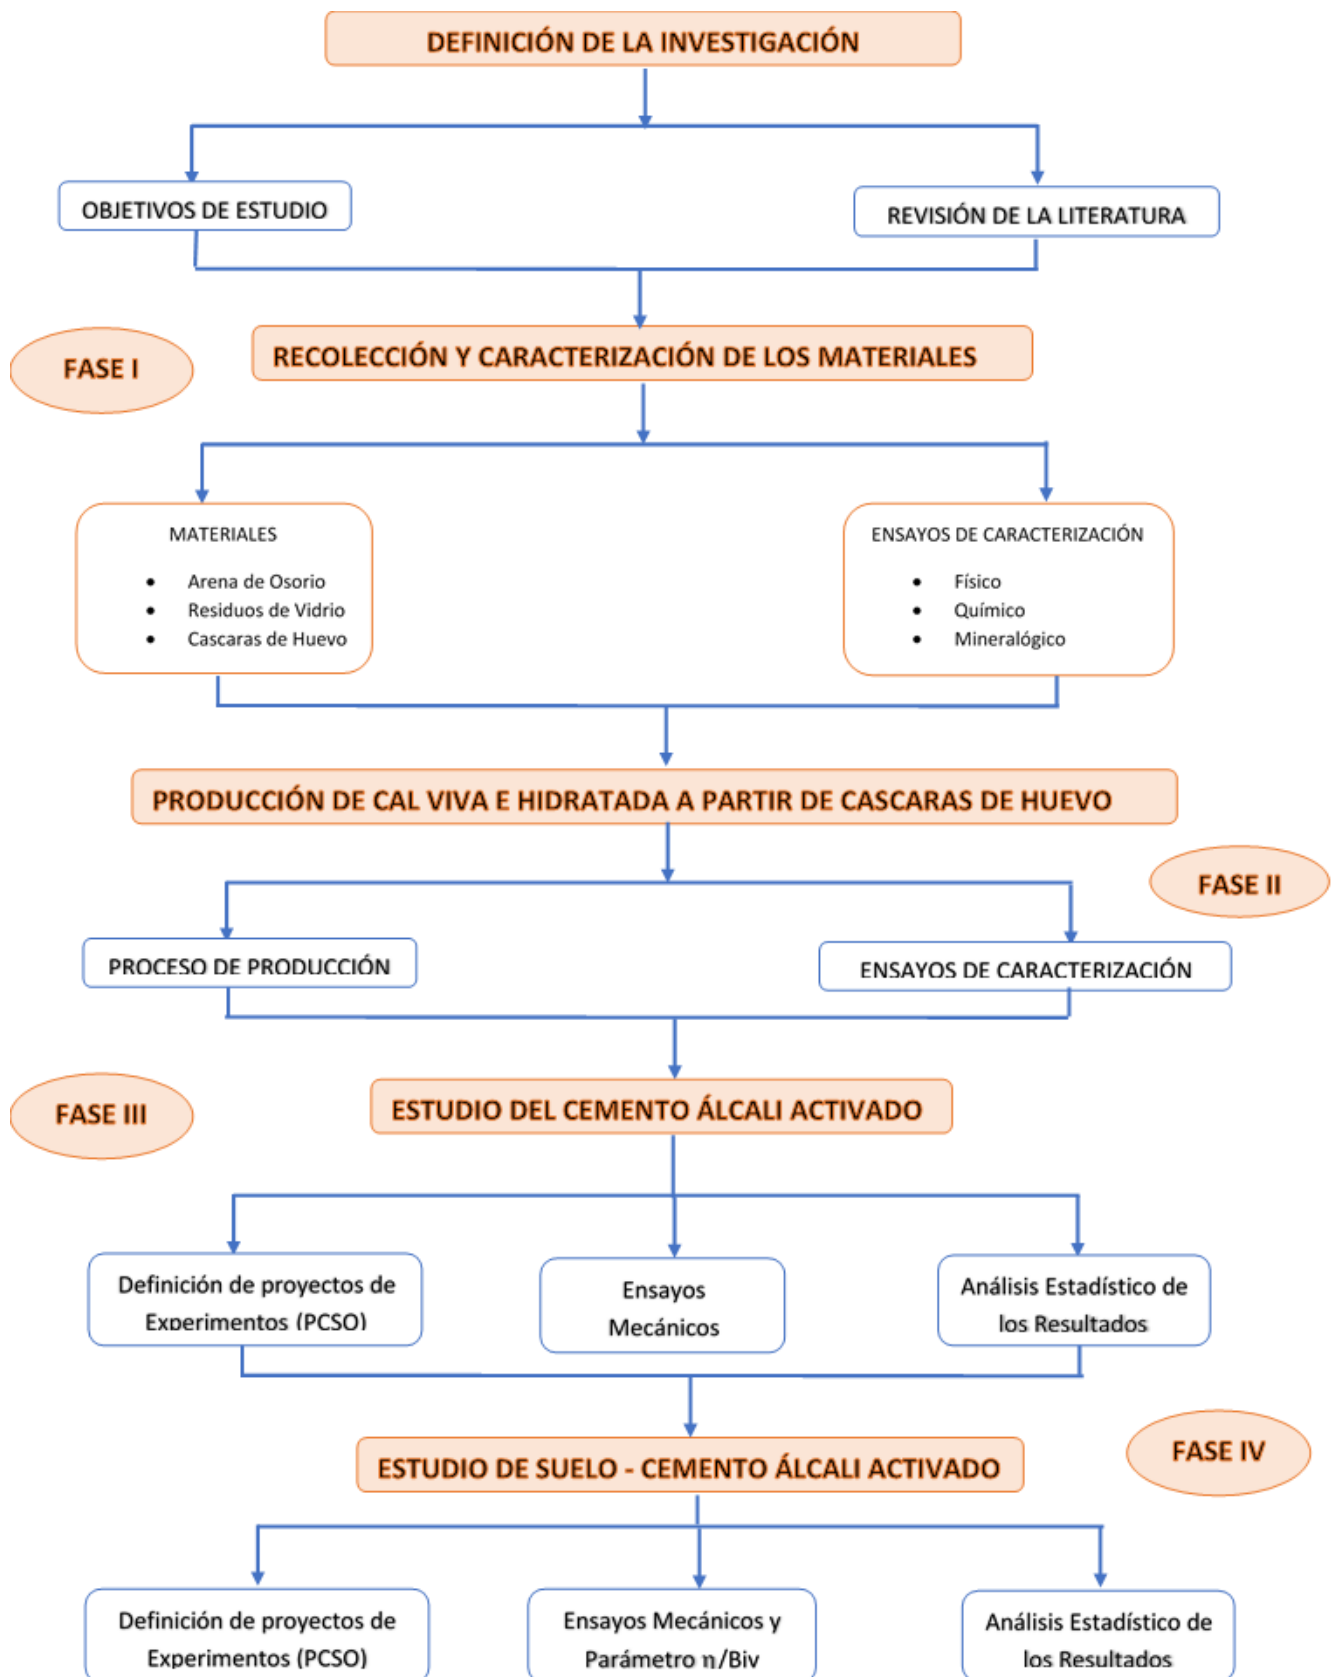 DEFINICIÓN DE LA INVESTIGACIÓN
OBJETIVOS DE ESTUDIO
REVISIÓN DE LA LITERATURA
FASE I
RECOLECCIÓN Y CARACTERIZACIÓN DE LOS MATERIALES
MATERIALES
• Arena de Osorio
• Residuos de Vidrio
• Cascaras de Huevo
ENSAYOS DE CARACTERIZACIÓN
• Físico
• Químico
• Mineralógico
PRODUCCIÓN DE CAL VIVA E HIDRATADA A PARTIR DE CASCARAS DE HUEVO
FASE II
PROCESO DE PRODUCCIÓN
ENSAYOS DE CARACTERIZACIÓN
FASE III
ESTUDIO DEL CEMENTO ÁLCALI ACTIVADO
Definición de proyectos de
Experimentos (PCSO)
Ensayos
Mecánicos
Análisis Estadístico de
los Resultados
FASE IV
ESTUDIO DE SUELO - CEMENTO ÁLCALI ACTIVADO
Definición de proyectos de
Experimentos (PCSO)
Ensayos Mecánicos y
Parámetro η/Biv
Análisis Estadístico de
los Resultados